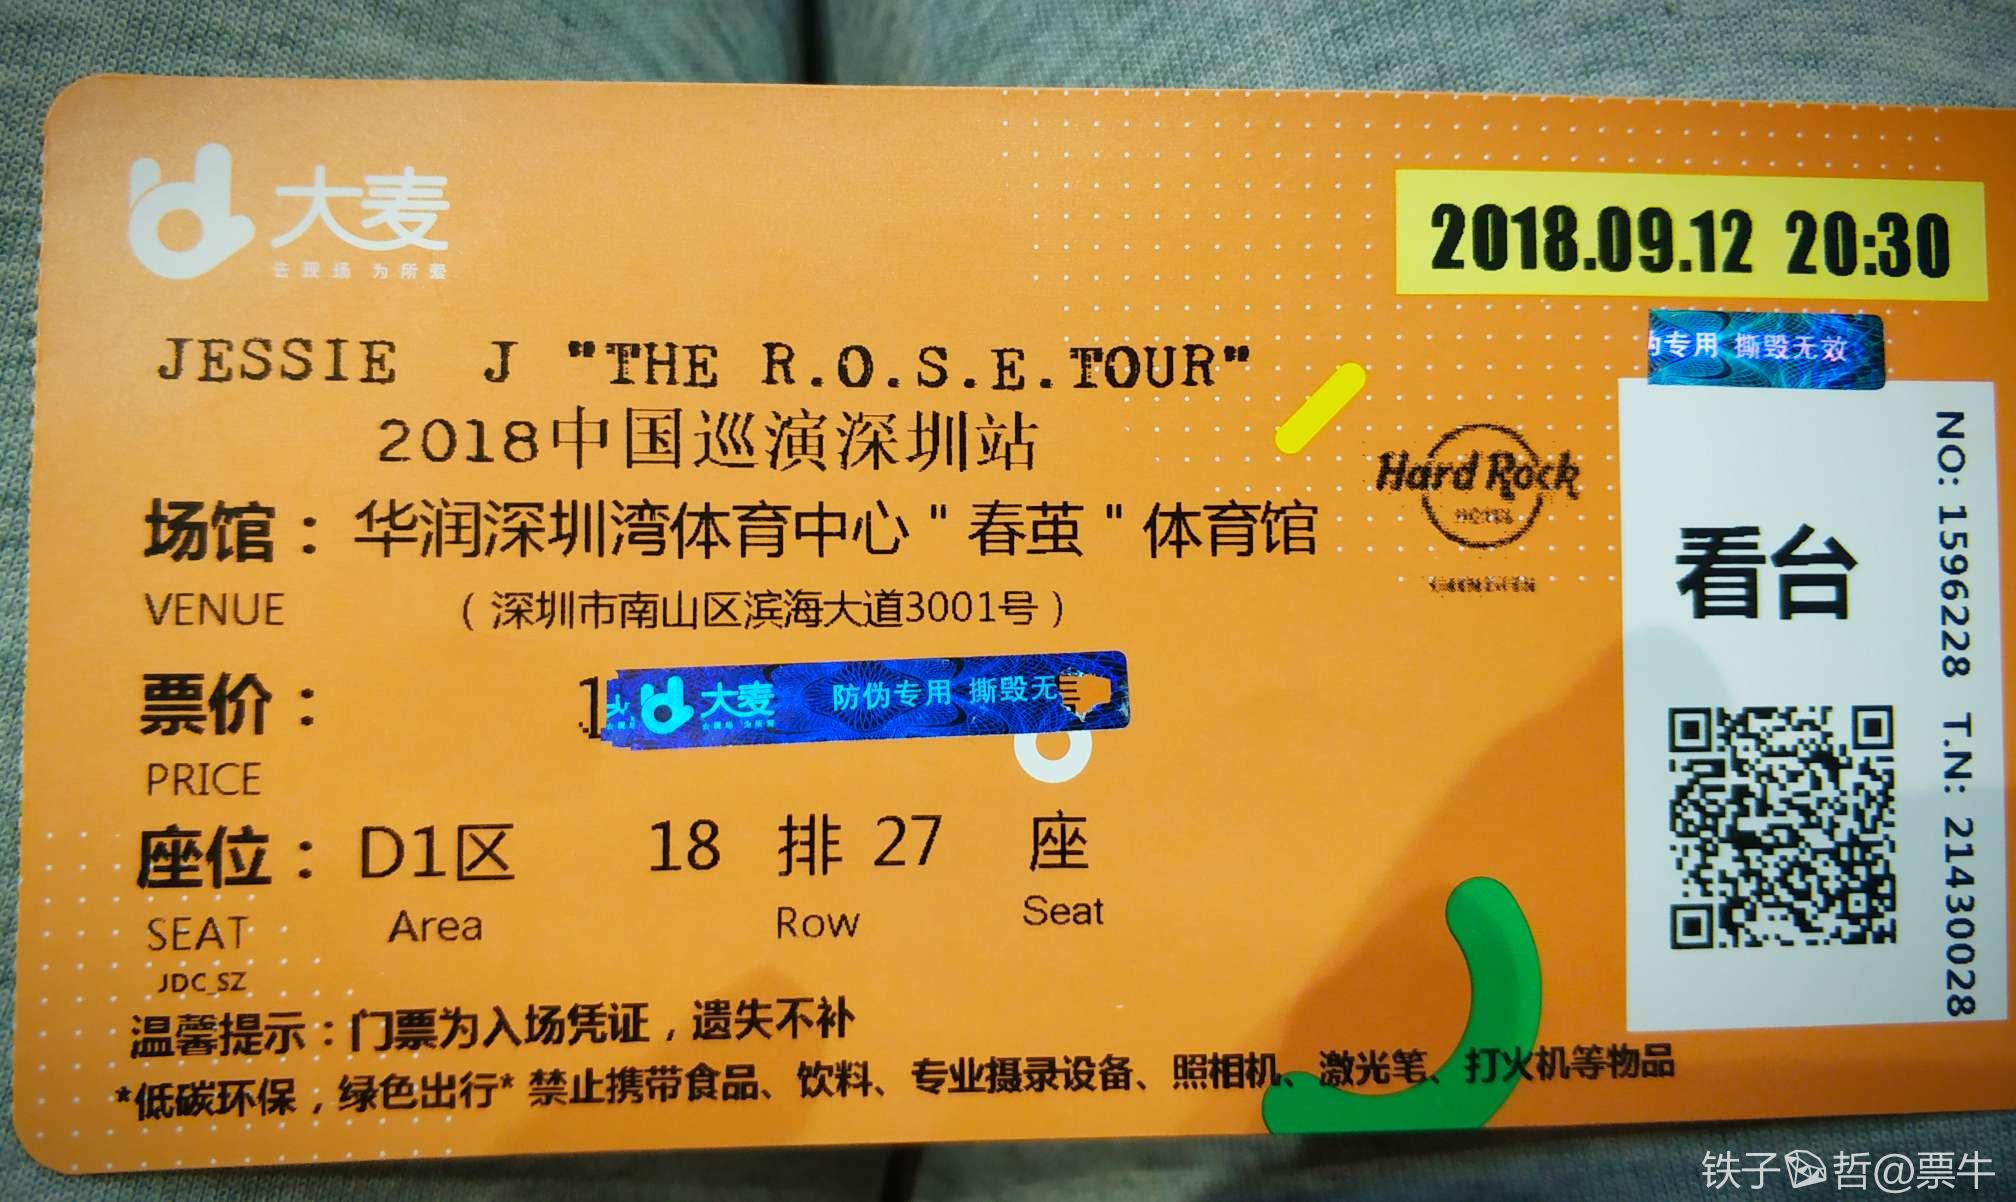 大麦
去现场 为所爱
2018.09.12 20:30
JESSIE J "THE R.O.S.E.TOUR"
2018中国巡演深圳站
伪专用 撕毁无效
Hard Rock
HOTEL
场馆：华润深圳湾体育中心"春茧"体育馆
VENUE （深圳市南山区滨海大道3001号）
看台
NO: 1596228 T.N: 21430028
票价： 1
大麦 防伪专用 撕毁无
PRICE
座位：D1区 18 排 27 座
SEAT Area Row Seat
JDC_SZ
温馨提示：门票为入场凭证，遗失不补
*低碳环保，绿色出行* 禁止携带食品、饮料、专业摄录设备、照相机、激光笔、打火机等物品
铁子哲@票牛